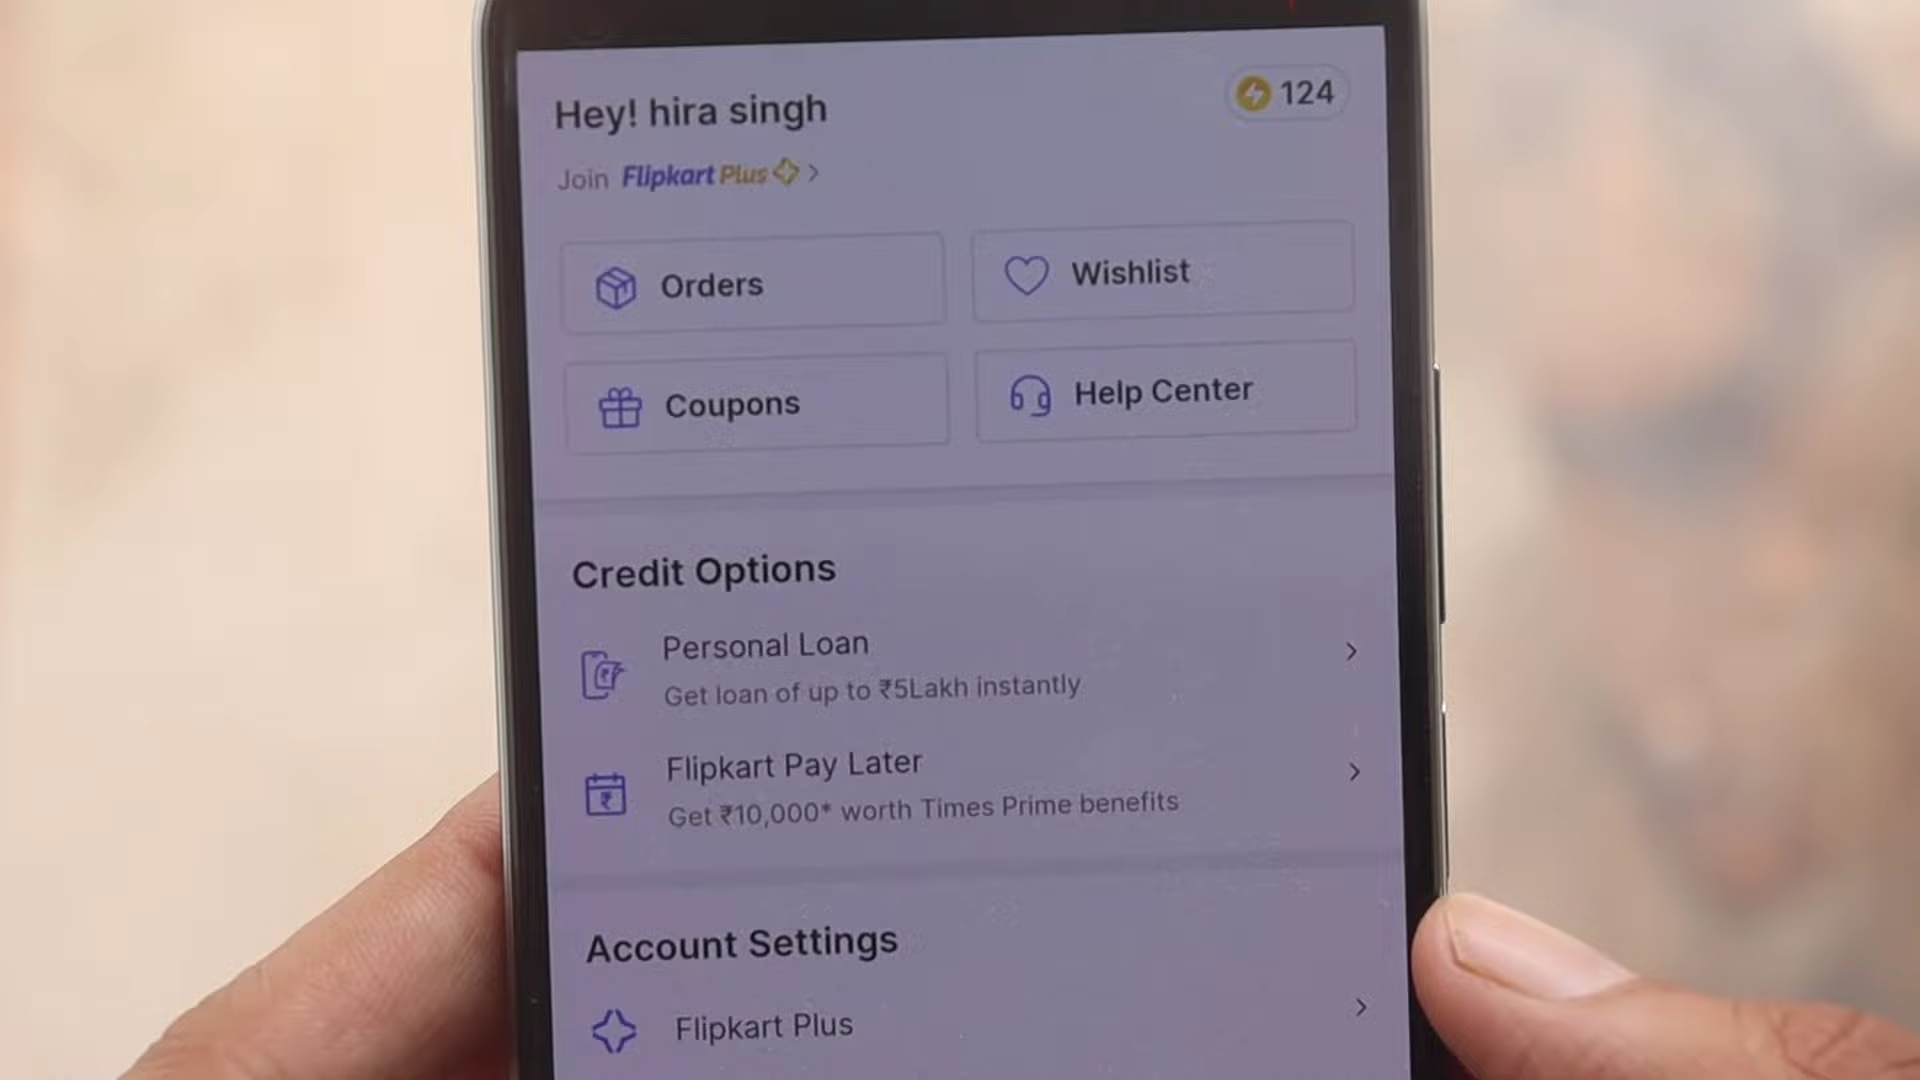 Hey! hira singh
124
Join Flipkart Plus
Orders
Wishlist
Coupons
Help Center
Credit Options
Personal Loan
Get loan of up to ₹5Lakh instantly
Flipkart Pay Later
Get ₹10,000* worth Times Prime benefits
Account Settings
Flipkart Plus